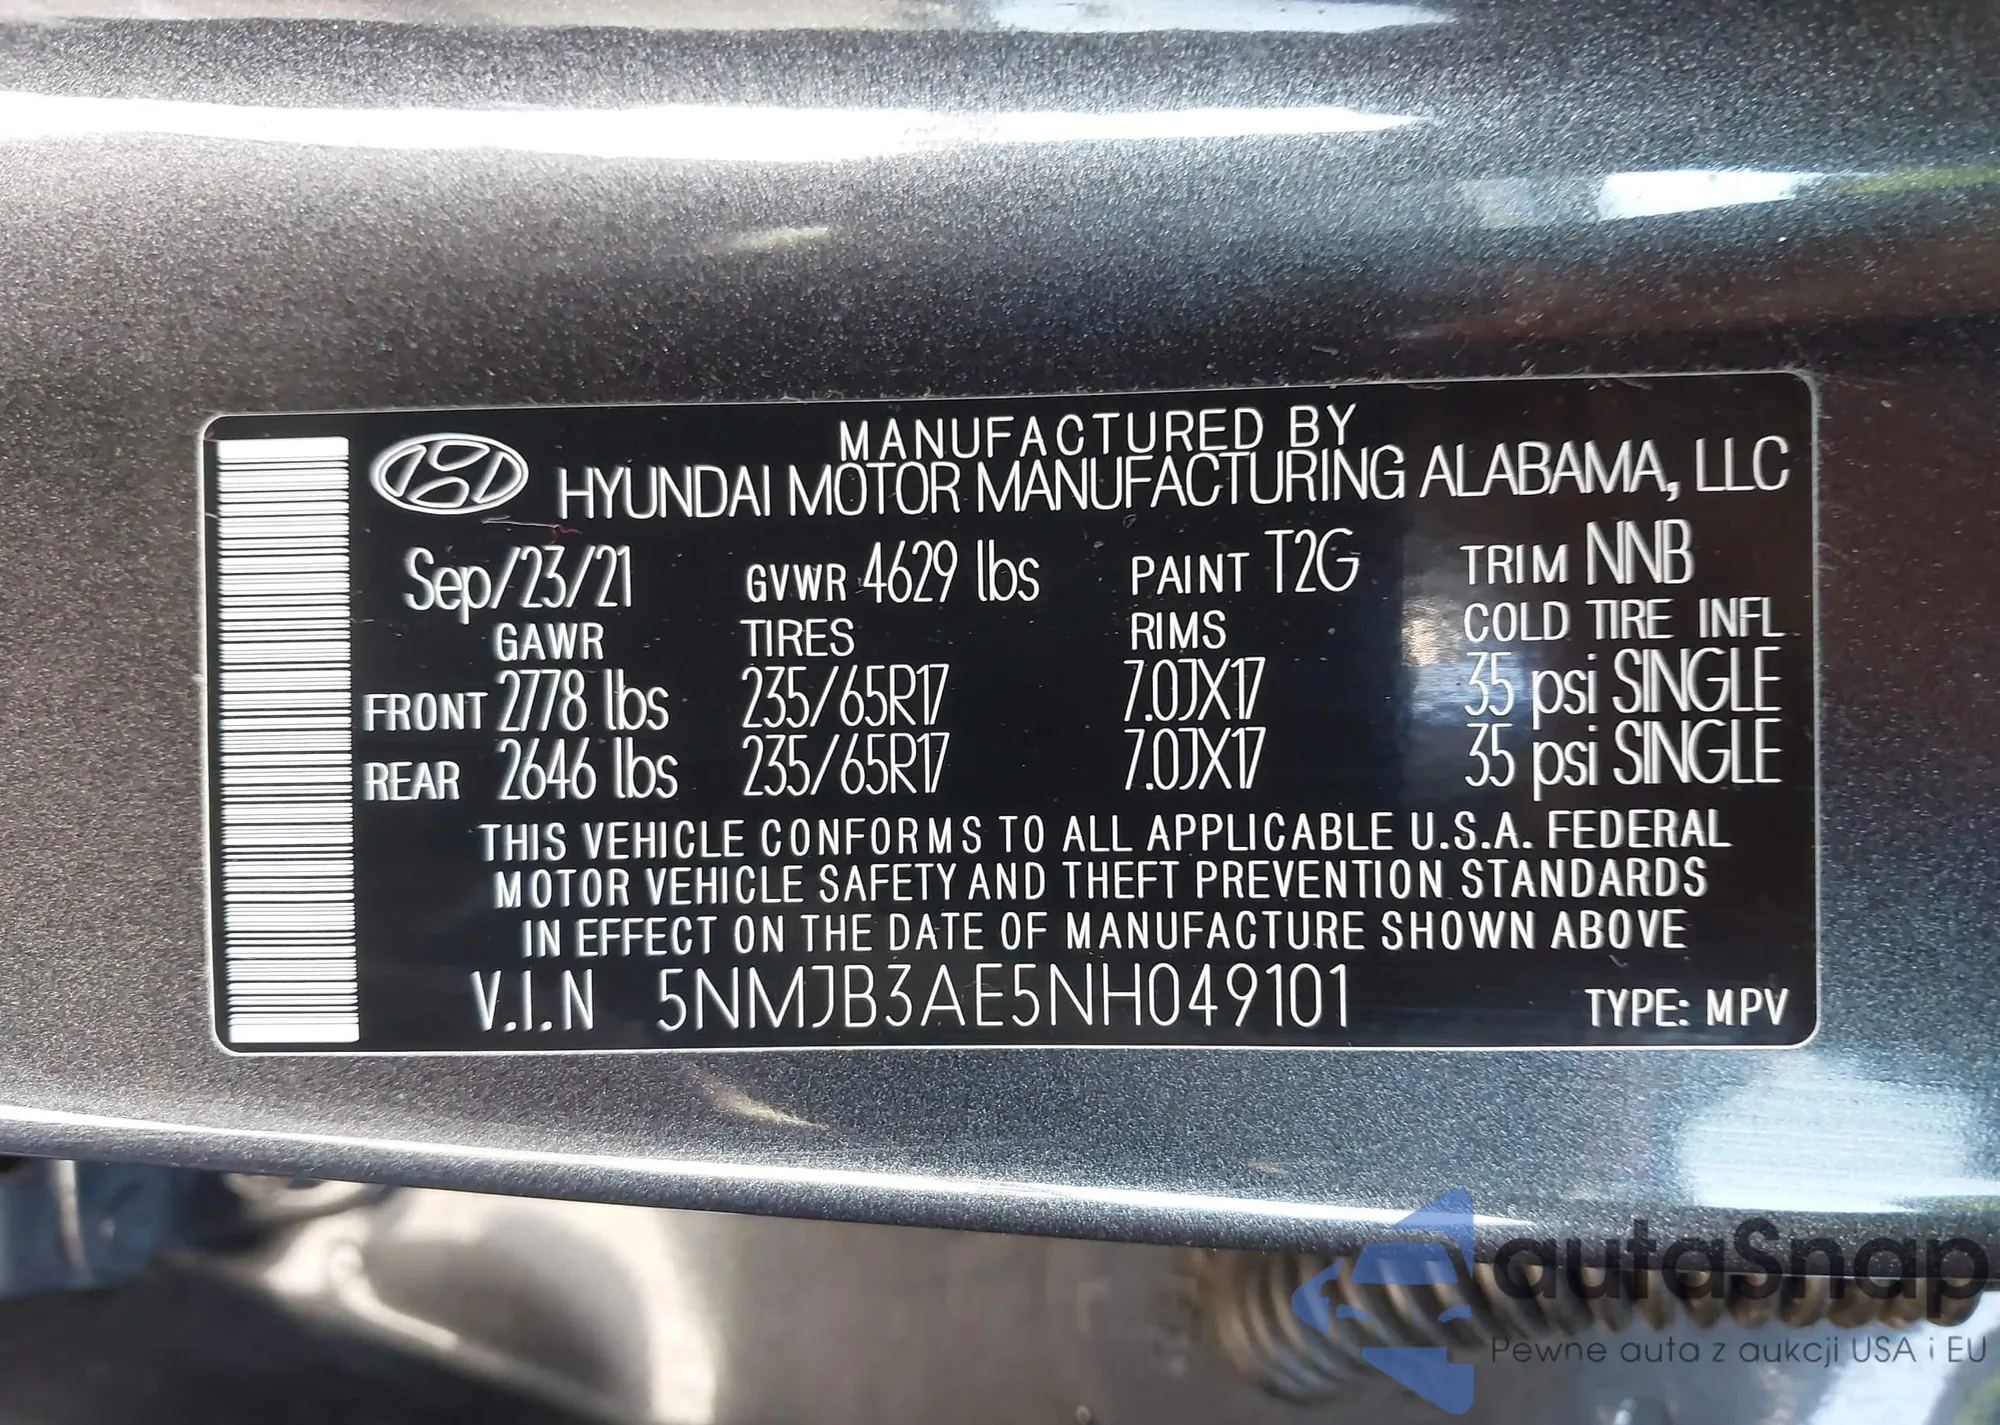 MANUFACTURED BY
HYUNDAI MOTOR MANUFACTURING ALABAMA, LLC
Sep/23/21 GVWR 4629 lbs PAINT T2G TRIM NNB
GAWR TIRES RIMS COLD TIRE INFL
FRONT 2778 lbs 235/65R17 7.0JX17 35 psi SINGLE
REAR 2646 lbs 235/65R17 7.0JX17 35 psi SINGLE
THIS VEHICLE CONFORMS TO ALL APPLICABLE U.S.A. FEDERAL
MOTOR VEHICLE SAFETY AND THEFT PREVENTION STANDARDS
IN EFFECT ON THE DATE OF MANUFACTURE SHOWN ABOVE
V.I.N 5NMJB3AE5NH049101 TYPE: MPV
autaSnap
Pewne auta z aukcji USA i EU